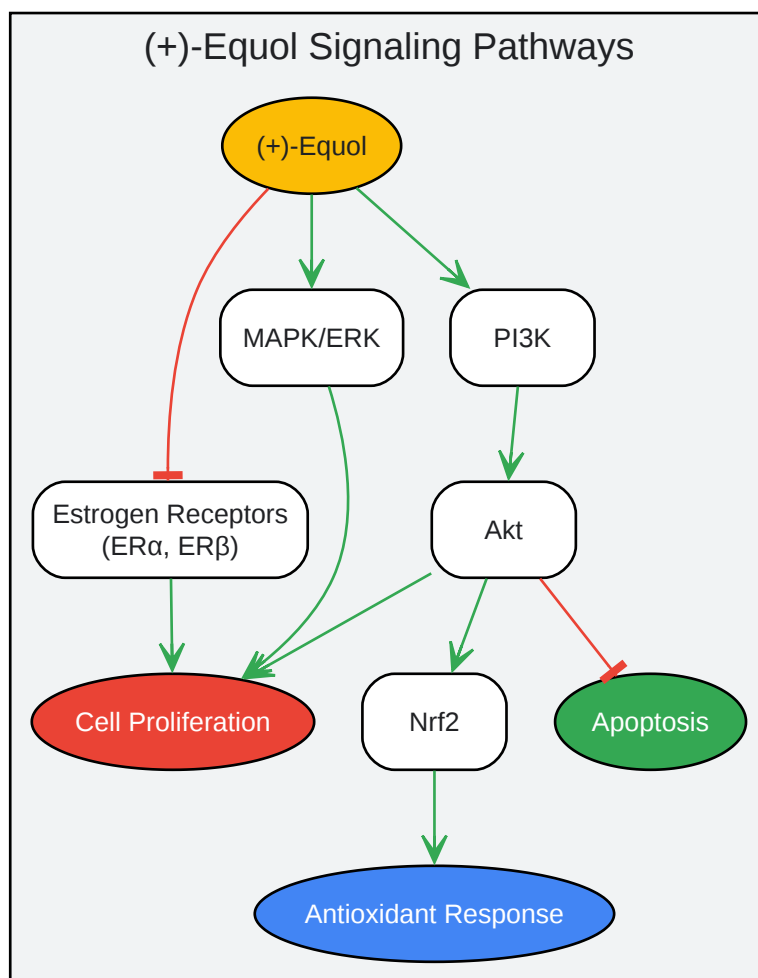 (+)-Equol Signaling Pathways
(+)-Equol
MAPK/ERK
PI3K
Estrogen Receptors
(ERα, ERβ)
Akt
Cell Proliferation
Nrf2
Apoptosis
Antioxidant Response